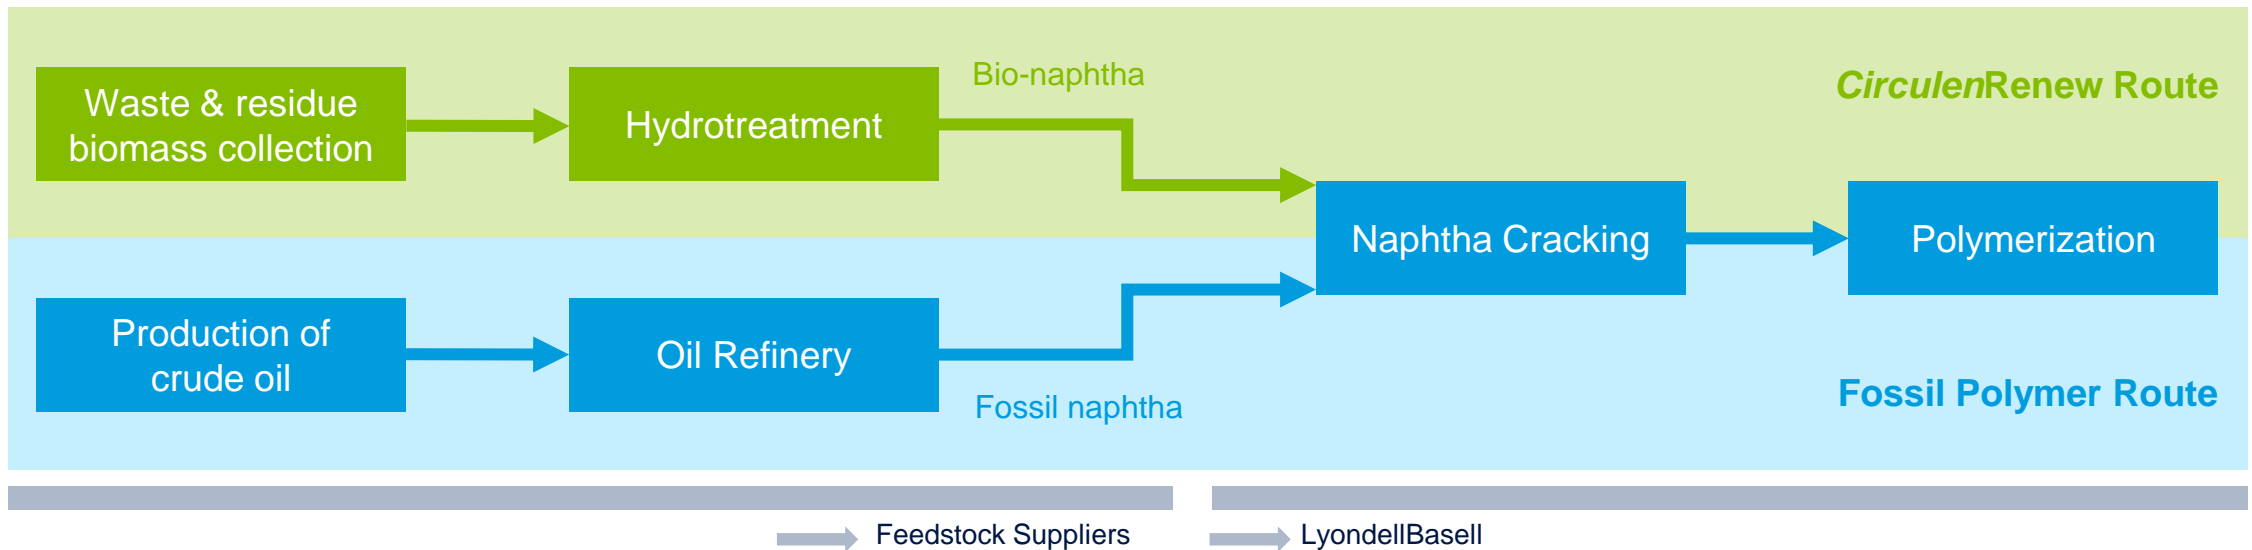 Waste & residue
biomass collection
Hydrotreatment
Bio-naphtha
CirculenRenew Route
Naphtha Cracking
Polymerization
Production of
crude oil
Oil Refinery
Fossil naphtha
Fossil Polymer Route
Feedstock Suppliers
LyondellBasell